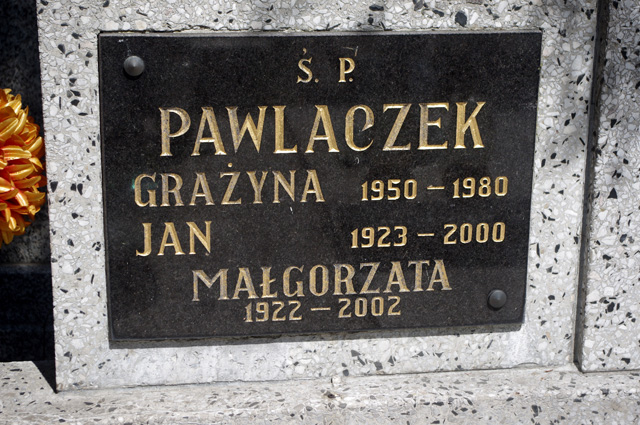 Ś. P.
PAWLACZEK
GRAŻYNA 1950 – 1980
JAN 1923 – 2000
MAŁGORZATA
1922 – 2002